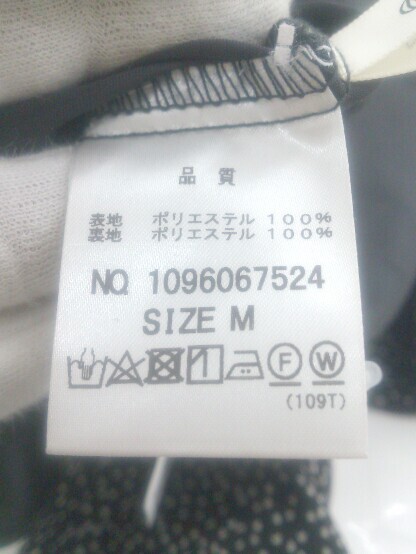 品質
表地 ポリエステル 100%
裏地 ポリエステル 100%
NQ 1096067524
SIZE M
F W
(109T)